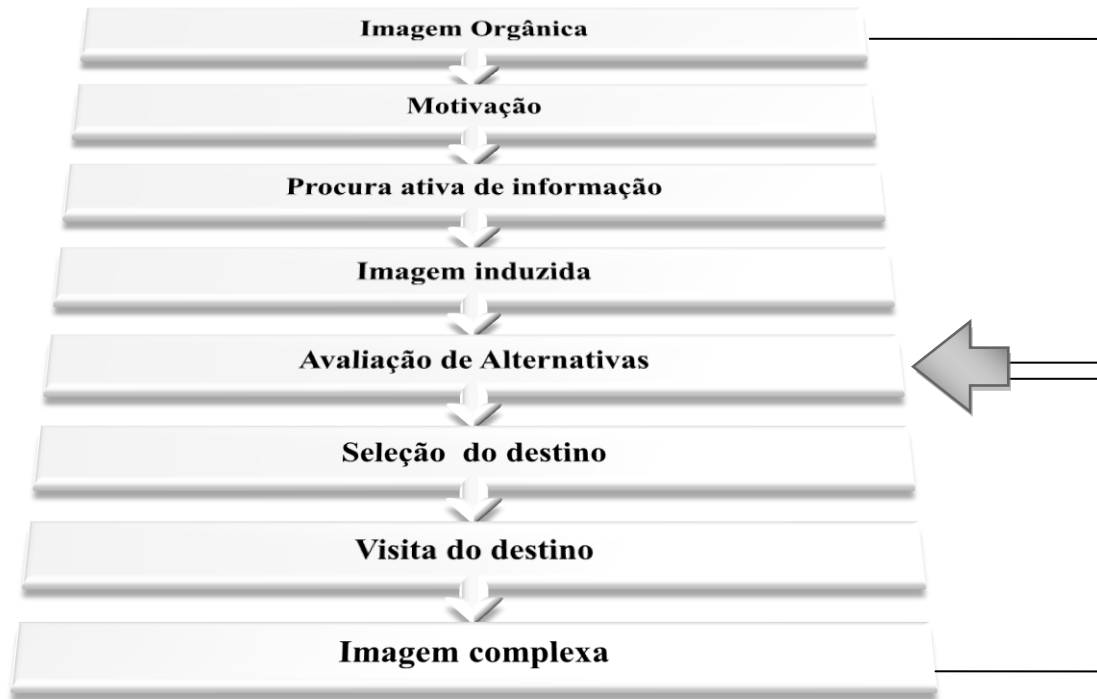 Imagem Orgânica
Motivação
Procura ativa de informação
Imagem induzida
Avaliação de Alternativas
Seleção do destino
Visita do destino
Imagem complexa